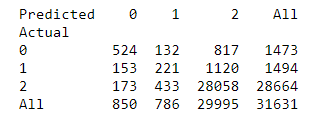 Predicted 0 1 2 All
Actual
0 524 132 817 1473
1 153 221 1120 1494
2 173 433 28058 28664
All 850 786 29995 31631